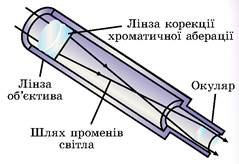 Лінза корекції
хроматичної аберації
Лінза
об'єктива
Окуляр
Шлях променів
світла